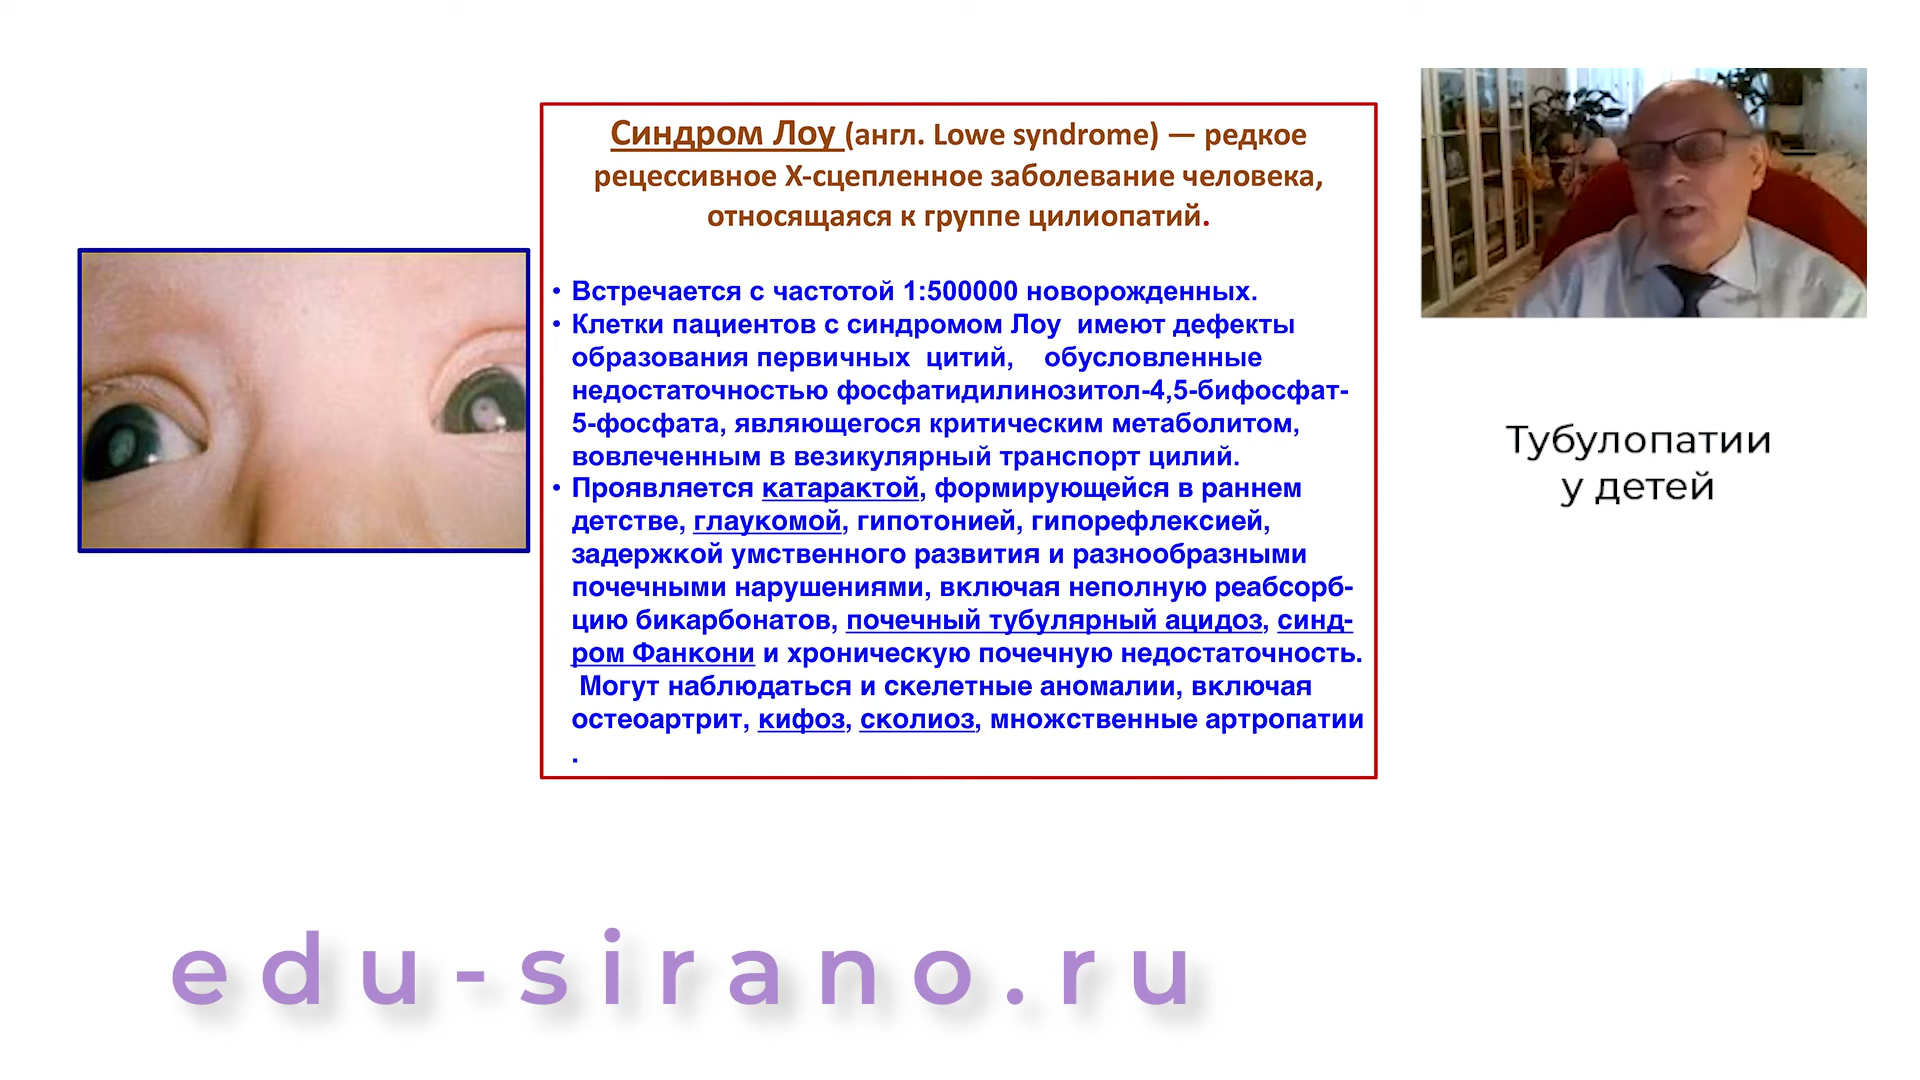 Синдром Лоу (англ. Lowe syndrome) — редкое
рецессивное X-сцепленное заболевание человека,
относящаяся к группе цилиопатий.
• Встречается с частотой 1:500000 новорожденных.
• Клетки пациентов с синдромом Лоу имеют дефекты
образования первичных цитий, обусловленные
недостаточностью фосфатидилинозитол-4,5-бифосфат-
5-фосфата, являющегося критическим метаболитом,
вовлеченным в везикулярный транспорт цилий.
• Проявляется катарактой, формирующейся в раннем
детстве, глаукомой, гипотонией, гипорефлексией,
задержкой умственного развития и разнообразными
почечными нарушениями, включая неполную реабсорб-
цию бикарбонатов, почечный тубулярный ацидоз, синд-
ром Фанкони и хроническую почечную недостаточность.
Могут наблюдаться и скелетные аномалии, включая
остеоартрит, кифоз, сколиоз, множственные артропатии
.
Тубулопатии
у детей
edu-sirano.ru